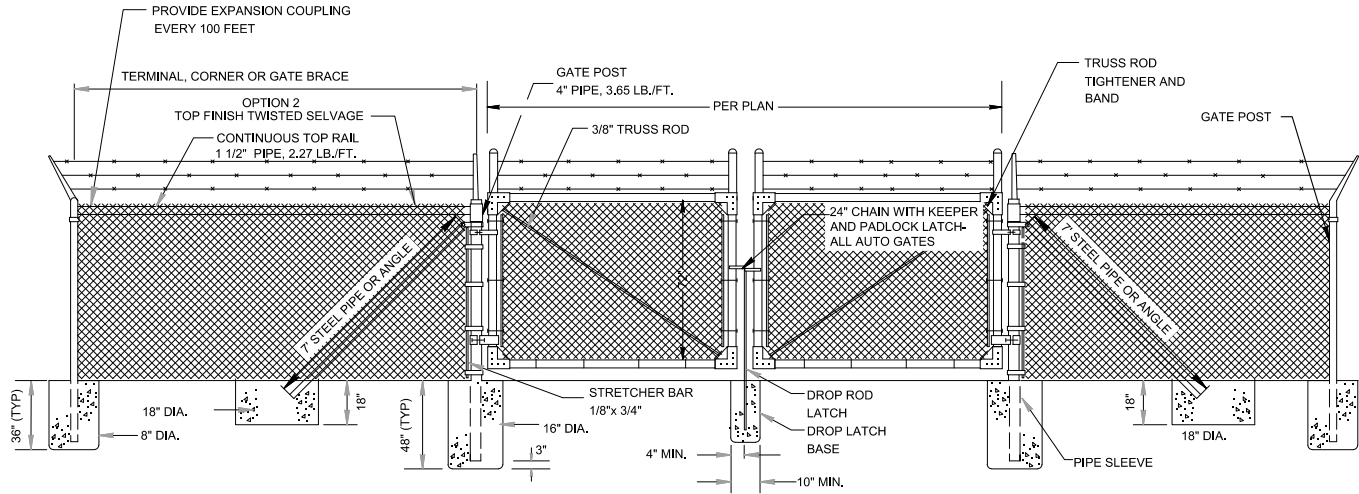 PROVIDE EXPANSION COUPLING
EVERY 100 FEET
TERMINAL, CORNER OR GATE BRACE
OPTION 2
TOP FINISH TWISTED SELVAGE
CONTINUOUS TOP RAIL
1 1/2" PIPE, 2.27 LB./FT.
GATE POST
4" PIPE, 3.65 LB./FT.
3/8" TRUSS ROD
PER PLAN
TRUSS ROD
TIGHTENER AND
BAND
GATE POST
24" CHAIN WITH KEEPER
AND PADLOCK LATCH-
ALL AUTO GATES
7' STEEL PIPE OR ANGLE
7' STEEL PIPE OR ANGLE
36" (TYP)
8" DIA.
18" DIA.
18"
48" (TYP)
STRETCHER BAR
1/8"x 3/4"
16" DIA.
3"
DROP ROD
LATCH
DROP LATCH
BASE
4" MIN.
10" MIN.
PIPE SLEEVE
18"
18" DIA.